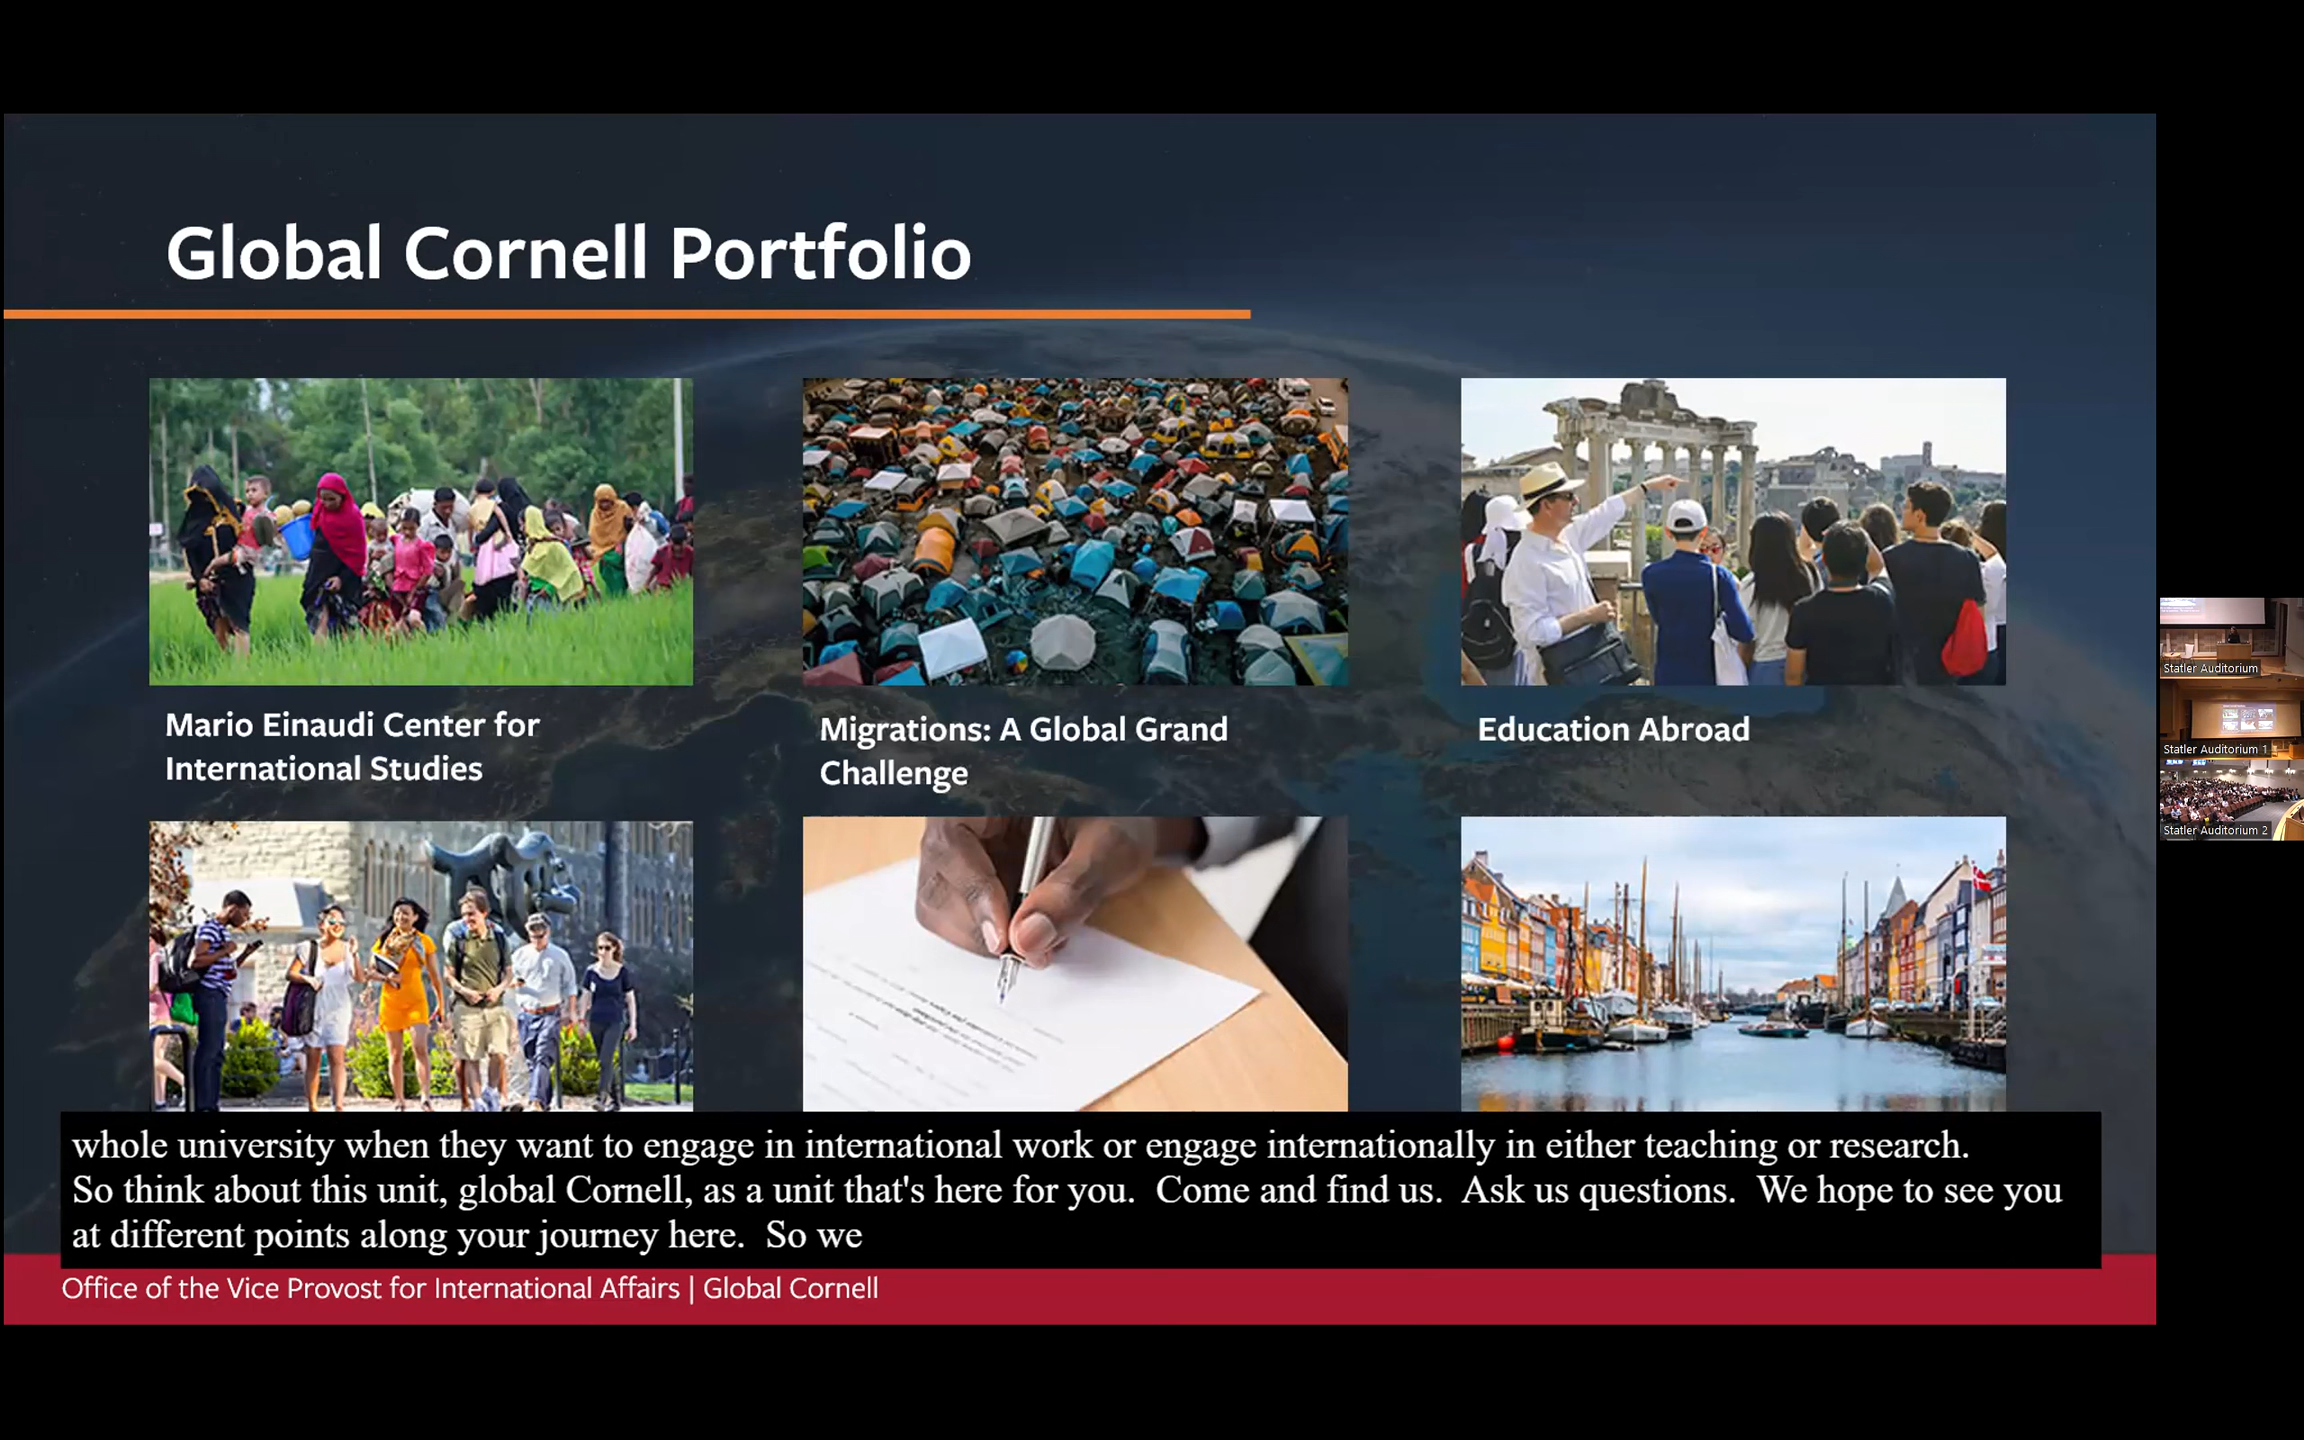 Global Cornell Portfolio
Mario Einaudi Center for
International Studies
Migrations: A Global Grand
Challenge
Education Abroad
whole university when they want to engage in international work or engage internationally in either teaching or research.
So think about this unit, global Cornell, as a unit that's here for you.  Come and find us.  Ask us questions.  We hope to see you
at different points along your journey here.  So we
Office of the Vice Provost for International Affairs | Global Cornell
Statler Auditorium
Statler Auditorium 1
Statler Auditorium 2